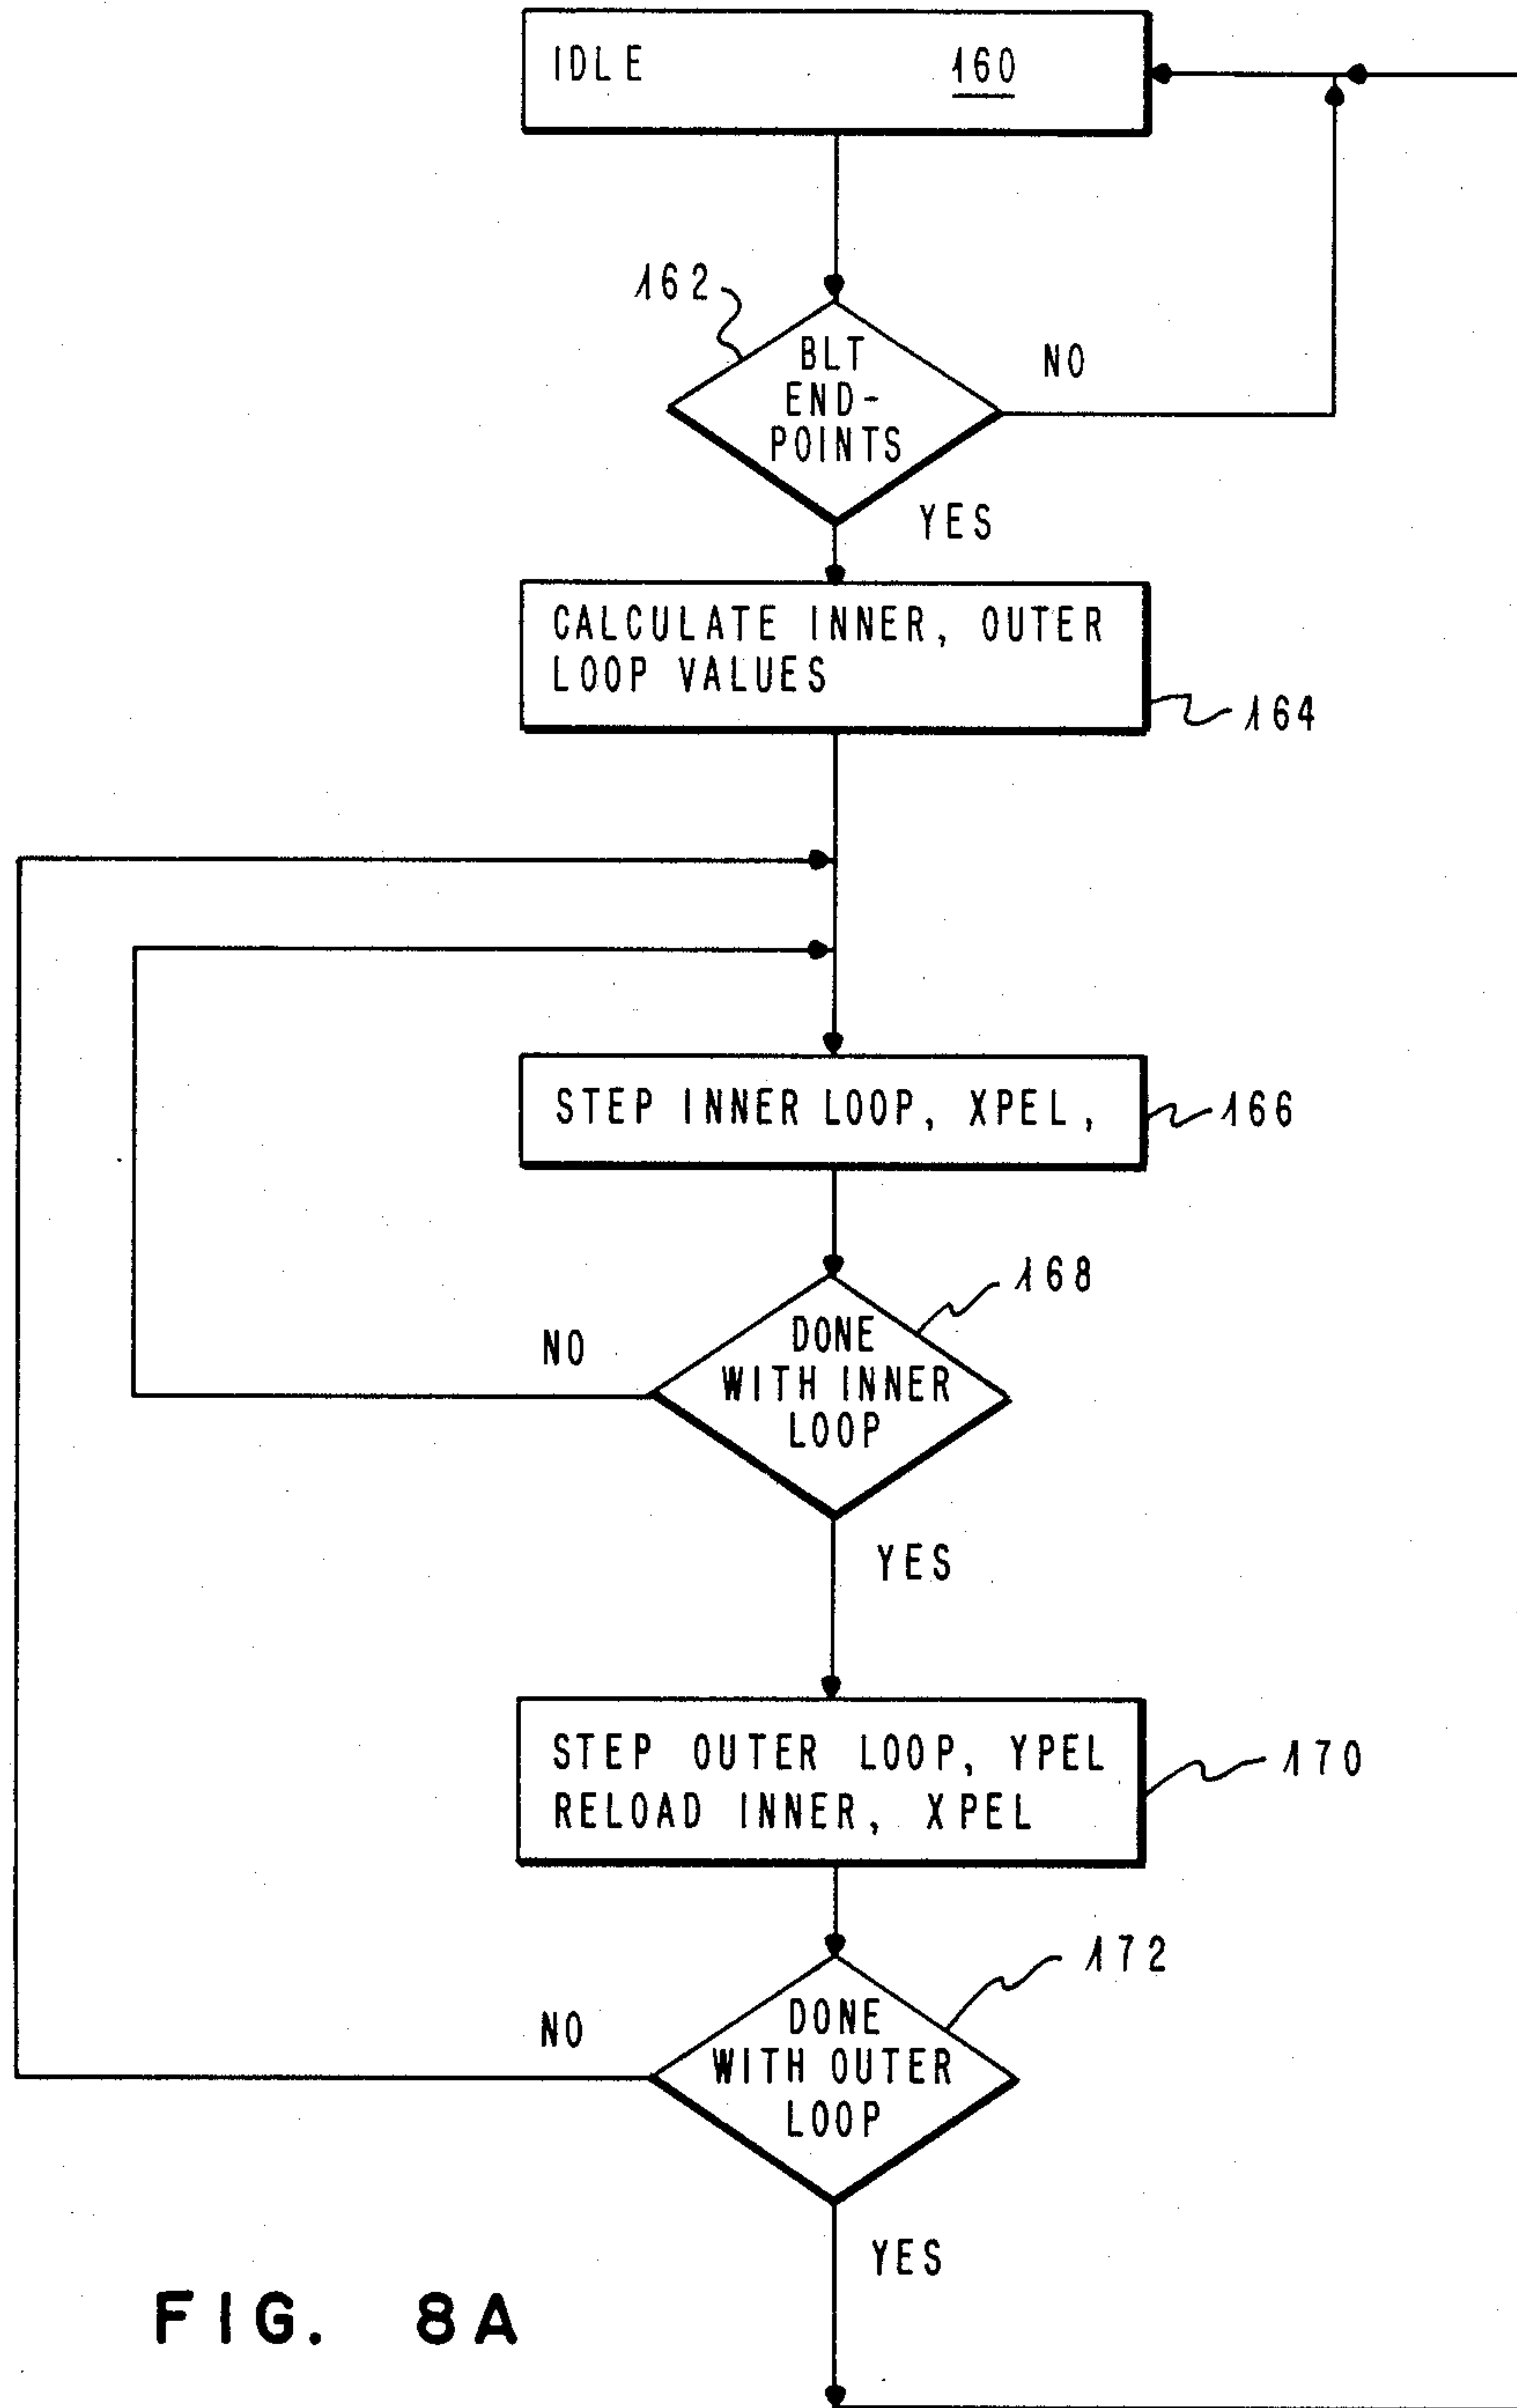 IDLE 160
162
BLT
END-
POINTS
NO
YES
CALCULATE INNER, OUTER
LOOP VALUES
164
STEP INNER LOOP, XPEL,
166
168
DONE
WITH INNER
LOOP
NO
YES
STEP OUTER LOOP, YPEL
RELOAD INNER, XPEL
170
172
DONE
WITH OUTER
LOOP
NO
YES
FIG. 8A